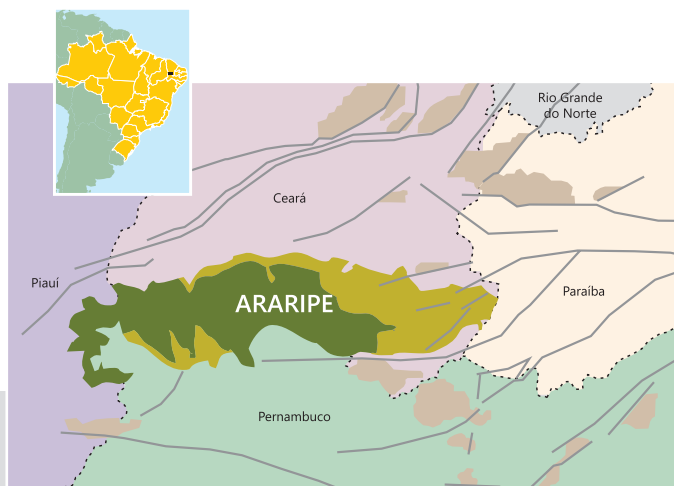 Rio Grande
do Norte
Ceará
Piauí
ARARIPE
Paraíba
Pernambuco